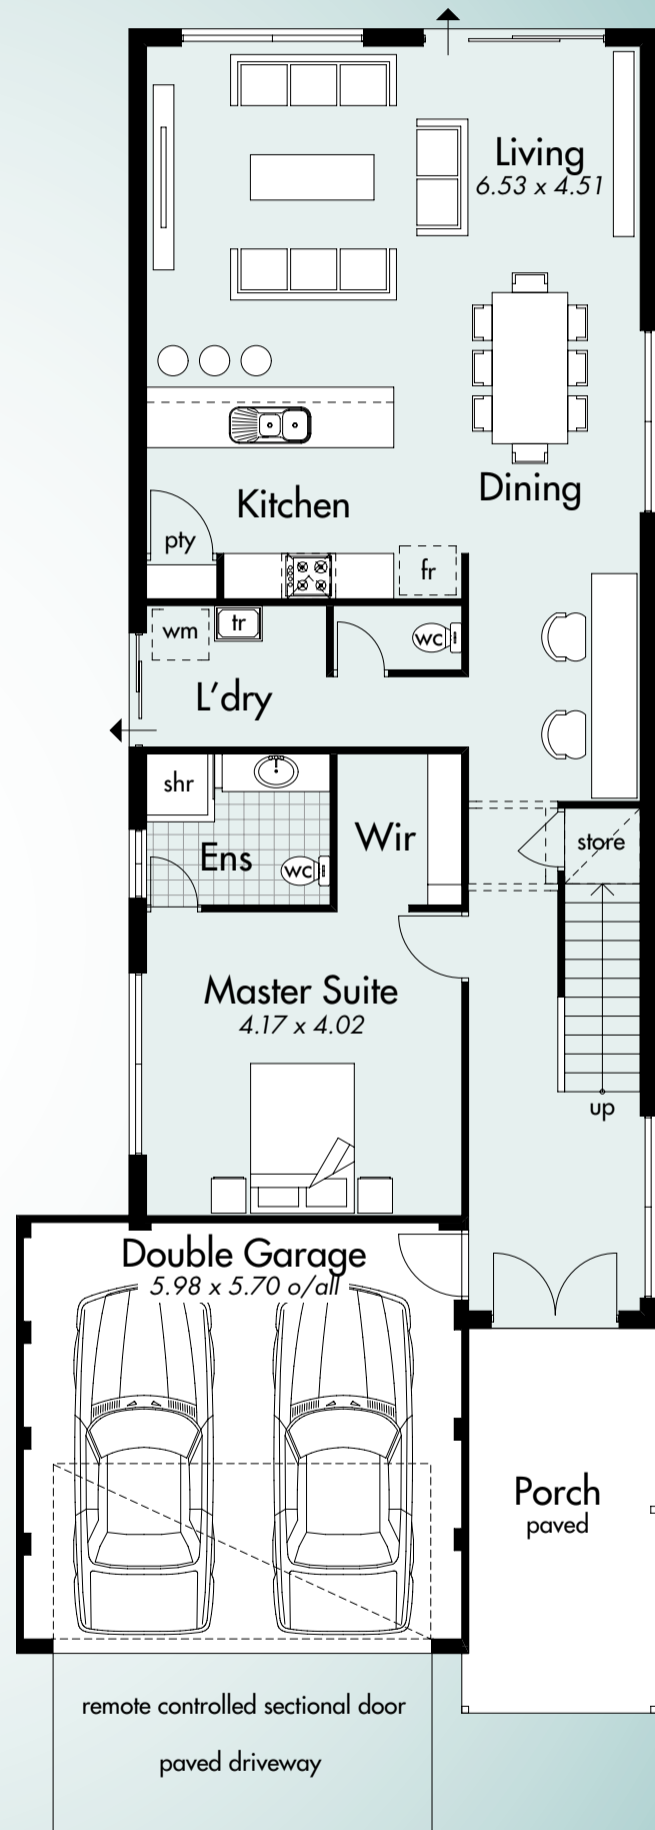 Living
6.53 x 4.51
Dining
Kitchen
pty
fr
wm
tr
wc
L'dry
shr
Ens
wc
Wir
store
Master Suite
4.17 x 4.02
up
Double Garage
5.98 x 5.70 o/all
Porch
paved
remote controlled sectional door
paved driveway